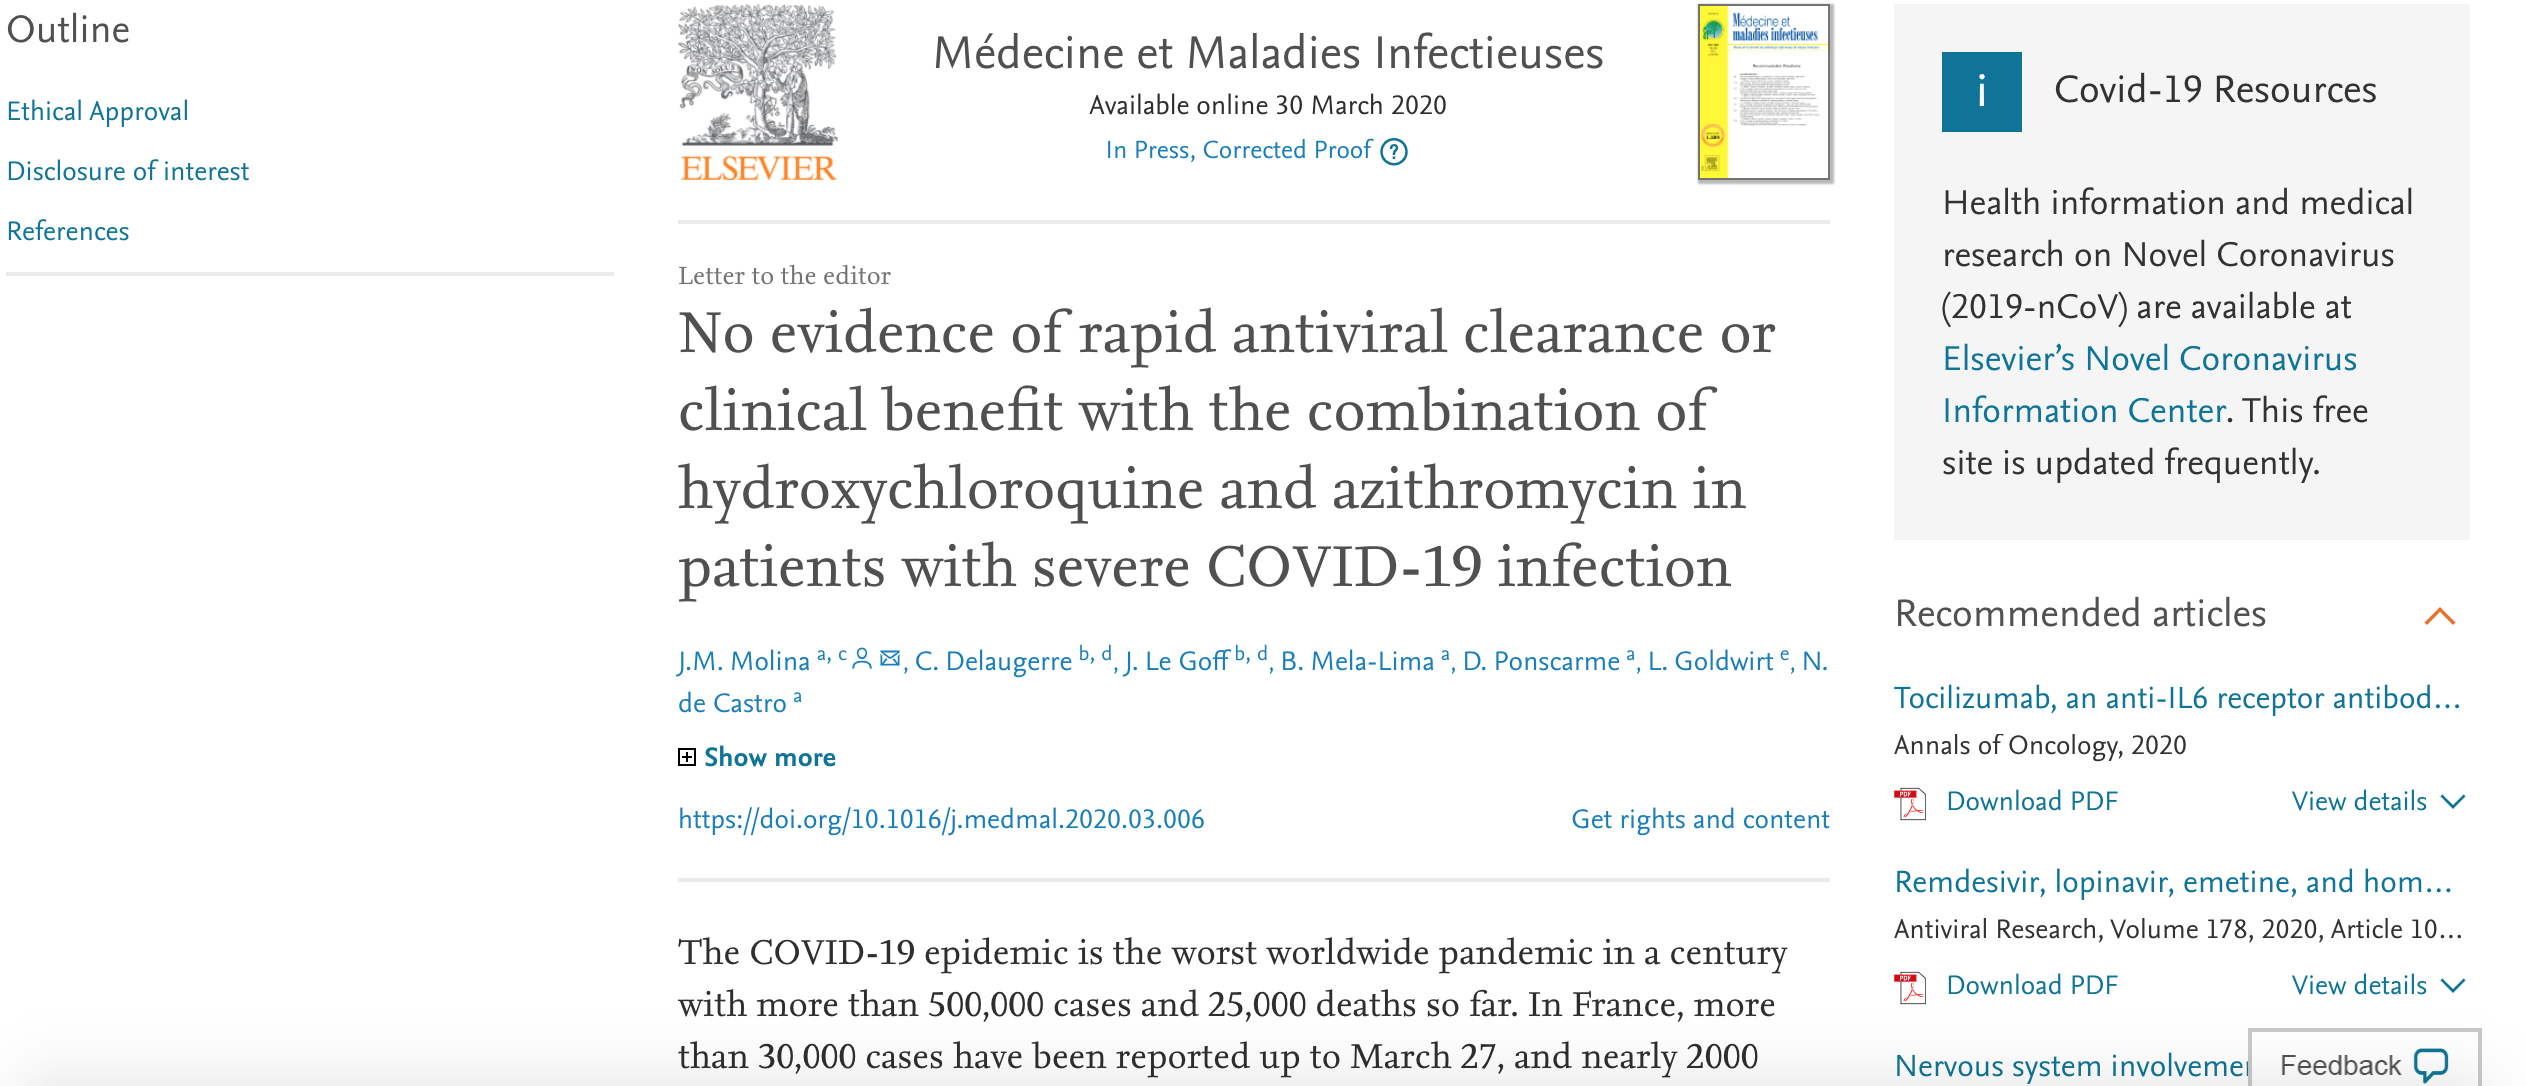 Outline
Ethical Approval
Disclosure of interest
References
ELSEVIER
Médecine et Maladies Infectieuses
Available online 30 March 2020
In Press, Corrected Proof ?
Médecine et
maladies infectieuses
Letter to the editor
No evidence of rapid antiviral clearance or
clinical benefit with the combination of
hydroxychloroquine and azithromycin in
patients with severe COVID-19 infection
J.M. Molina a, c, C. Delaugerre b, d, J. Le Goff b, d, B. Mela-Lima a, D. Ponscarme a, L. Goldwirt e, N.
de Castro a
Show more
https://doi.org/10.1016/j.medmal.2020.03.006
Get rights and content
The COVID-19 epidemic is the worst worldwide pandemic in a century
with more than 500,000 cases and 25,000 deaths so far. In France, more
than 30,000 cases have been reported up to March 27, and nearly 2000
i
Covid-19 Resources
Health information and medical
research on Novel Coronavirus
(2019-nCoV) are available at
Elsevier's Novel Coronavirus
Information Center. This free
site is updated frequently.
Recommended articles
Tocilizumab, an anti-IL6 receptor antibod...
Annals of Oncology, 2020
PDF
Download PDF
View details
Remdesivir, lopinavir, emetine, and hom...
Antiviral Research, Volume 178, 2020, Article 10...
PDF
Download PDF
View details
Nervous system
Feedback